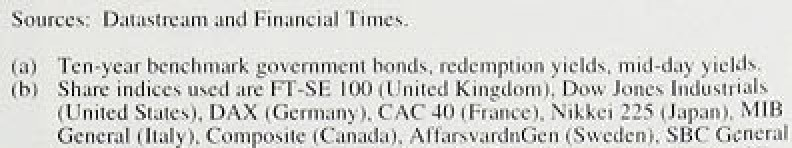 Sources: Datastream and Financial Times.
(a) Ten-year benchmark government bonds, redemption yields, mid-day yields.
(b) Share indices used are FT-SE 100 (United Kingdom), Dow Jones Industrials
(United States), DAX (Germany), CAC 40 (France), Nikkei 225 (Japan), MIB
General (Italy), Composite (Canada), AffarsvardnGen (Sweden), SBC General